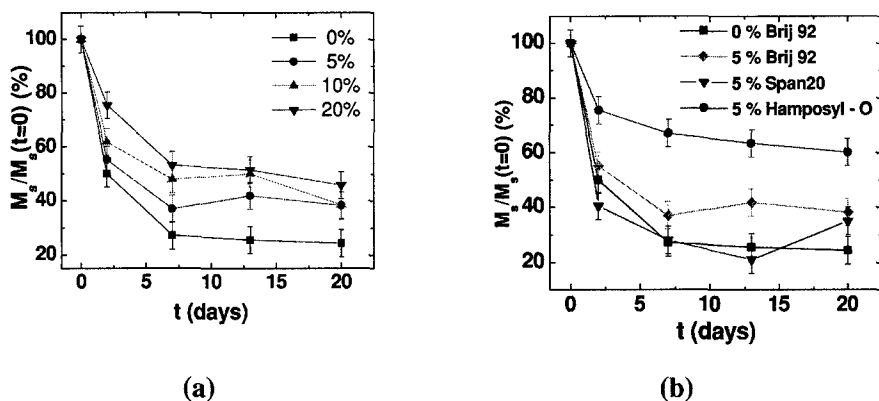 100
80
60
40
20
M_s/M_s(t=0) (%)
0%
5%
10%
20%
0 5 10 15 20
t (days)
(a)
100
80
60
40
20
M_s/M_s(t=0) (%)
0 % Brij 92
5 % Brij 92
5 % Span20
5 % Hamposyl - O
0 5 10 15 20
t (days)
(b)